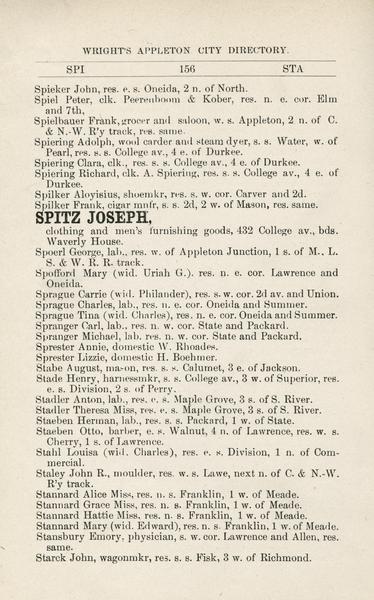 WRIGHT'S APPLETON CITY DIRECTORY.
SPI 156 STA
Spieker John, res. e. s. Oneida, 2 n. of North.
Spiel Peter, clk. Peerenboom & Kober, res. n. e. cor. Elm
and 7th,
Spielbauer Frank, grocer and saloon, w. s. Appleton, 2 n. of C.
& N.-W. R'y track, res. same.
Spiering Adolph, wool carder and steam dyer, s. s. Water, w. of
Pearl, res. s. s. College av., 4 e. of Durkee.
Spiering Clara, clk., res. s. s. College av., 4 e. of Durkee.
Spiering Richard, clk. A. Spiering, res. s. s. College av., 4 e. of
Durkee.
Spilker Aloyisius, shoemkr, res. s. w. cor. Carver and 2d.
Spilker Frank, cigar mnfr, s. s. 2d, 2 w. of Mason, res. same.
SPITZ JOSEPH,
clothing and men's furnishing goods, 432 College av., bds.
Waverly House.
Spoerl George, lab., res. w. of Appleton Junction, 1 s. of M., L.
S. & W. R. R. track.
Spofford Mary (wid. Uriah G.). res. n. e. cor. Lawrence and
Oneida.
Sprague Carrie (wid. Philander), res. s. w. cor. 2d av. and Union.
Sprague Charles, lab., res. n. e. cor. Oneida and Summer.
Sprague Tina (wid. Charles), res. n. e. cor. Oneida and Summer.
Spranger Carl, lab., res. n. w. cor. State and Packard.
Spranger Michael, lab. res. n. w. cor. State and Packard.
Sprester Annie, domestic W. Rhoades.
Sprester Lizzie, domestic H. Boehmer.
Stabe August, mason, res. s. s. Calumet, 3 e. of Jackson.
Stade Henry, harnessmkr, s. s. College av., 3 w. of Superior, res.
e. s. Division, 2 s. of Perry.
Stadler Anton, lab., res. e. s. Maple Grove, 3 s. of S. River.
Stadler Theresa Miss, res. e. s. Maple Grove, 3 s. of S. River.
Staeben Herman, lab., res. s. s. Packard, 1 w. of State.
Staeben Otto, barber, e. s. Walnut, 4 n. of Lawrence, res. w. s.
Cherry, 1 s. of Lawrence.
Stahl Louisa (wid. Charles), res. e. s. Division, 1 n. of Com-
mercial.
Staley John R., moulder, res. w. s. Lawe, next n. of C. & N.-W.
R'y track.
Stannard Alice Miss, res. n. s. Franklin, 1 w. of Meade.
Stannard Grace Miss, res. n. s. Franklin, 1 w. of Meade.
Stannard Hattie Miss. res. n. s. Franklin, 1 w. of Meade.
Stannard Mary (wid. Edward), res. n. s. Franklin, 1 w. of Meade.
Stansbury Emory, physician, s. w. cor. Lawrence and Allen, res.
same.
Starck John, wagonmkr, res. s. s. Fisk, 3 w. of Richmond.